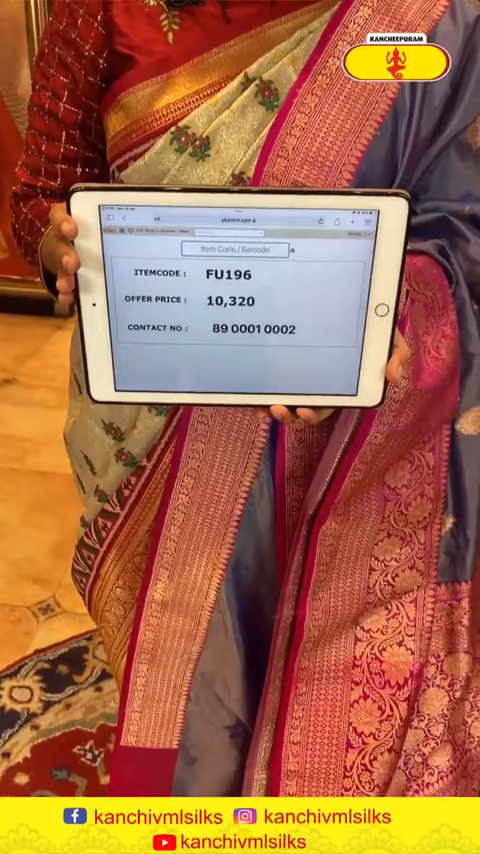 KANCHEEPURAM
Item Code / Barcode
ITEMCODE : FU196
OFFER PRICE : 10,320
CONTACT NO : 89 0001 0002
kanchivmlsilks kanchivmlsilks
kanchivmlsilks